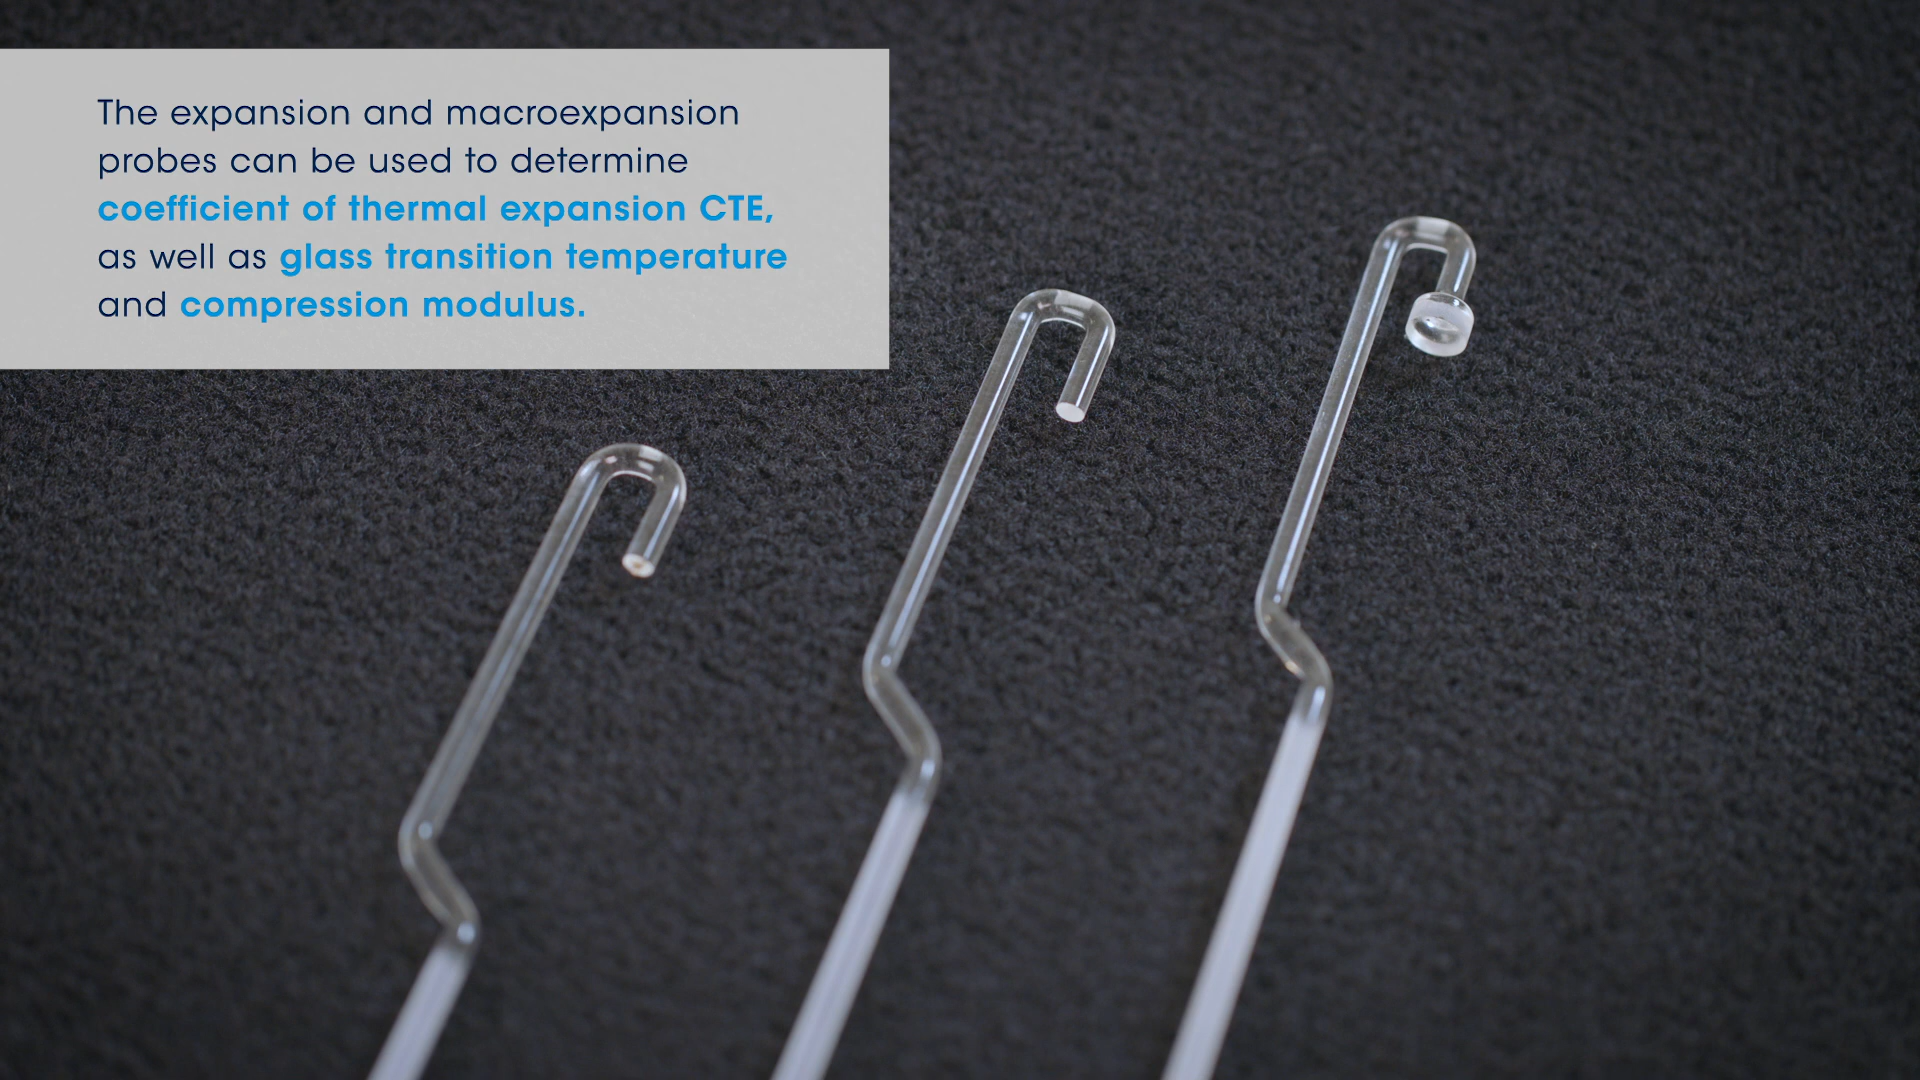 The expansion and macroexpansion
probes can be used to determine
coefficient of thermal expansion CTE,
as well as glass transition temperature
and compression modulus.